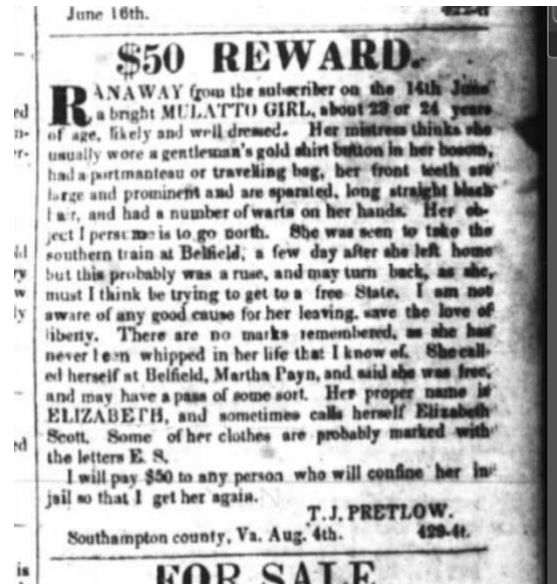 June 16th.
$50 REWARD.
RANAWAY from the subscriber on the 14th June
a bright MULATTO GIRL, about 23 or 24 years
of age, likely and well dressed. Her mistress thinks she
usually wore a gentleman's gold shirt button in her bosom,
had a portmanteau or travelling bag, her front teeth are
large and prominent and are sparated, long straight black
hair, and had a number of warts on her hands. Her ob-
ject I persume is to go north. She was seen to take the
southern train at Belfield, a few day after she left home
but this probably was a ruse, and may turn back, as she,
must I think be trying to get to a free State. I am not
aware of any good cause for her leaving, save the love of
liberty. There are no marks remembered, as she has
never been whipped in her life that I know of. She call-
ed herself at Belfield, Martha Payn, and said she was free,
and may have a pass of some sort. Her proper name is
ELIZABETH, and sometimes calls herself Elizabeth
Scott. Some of her clothes are probably marked with
the letters E. S.
I will pay $50 to any person who will confine her in
jail so that I get her again.
T. J. PRETLOW.
Southampton county, Va. Aug. 4th. 429-4t.
FOR SALE